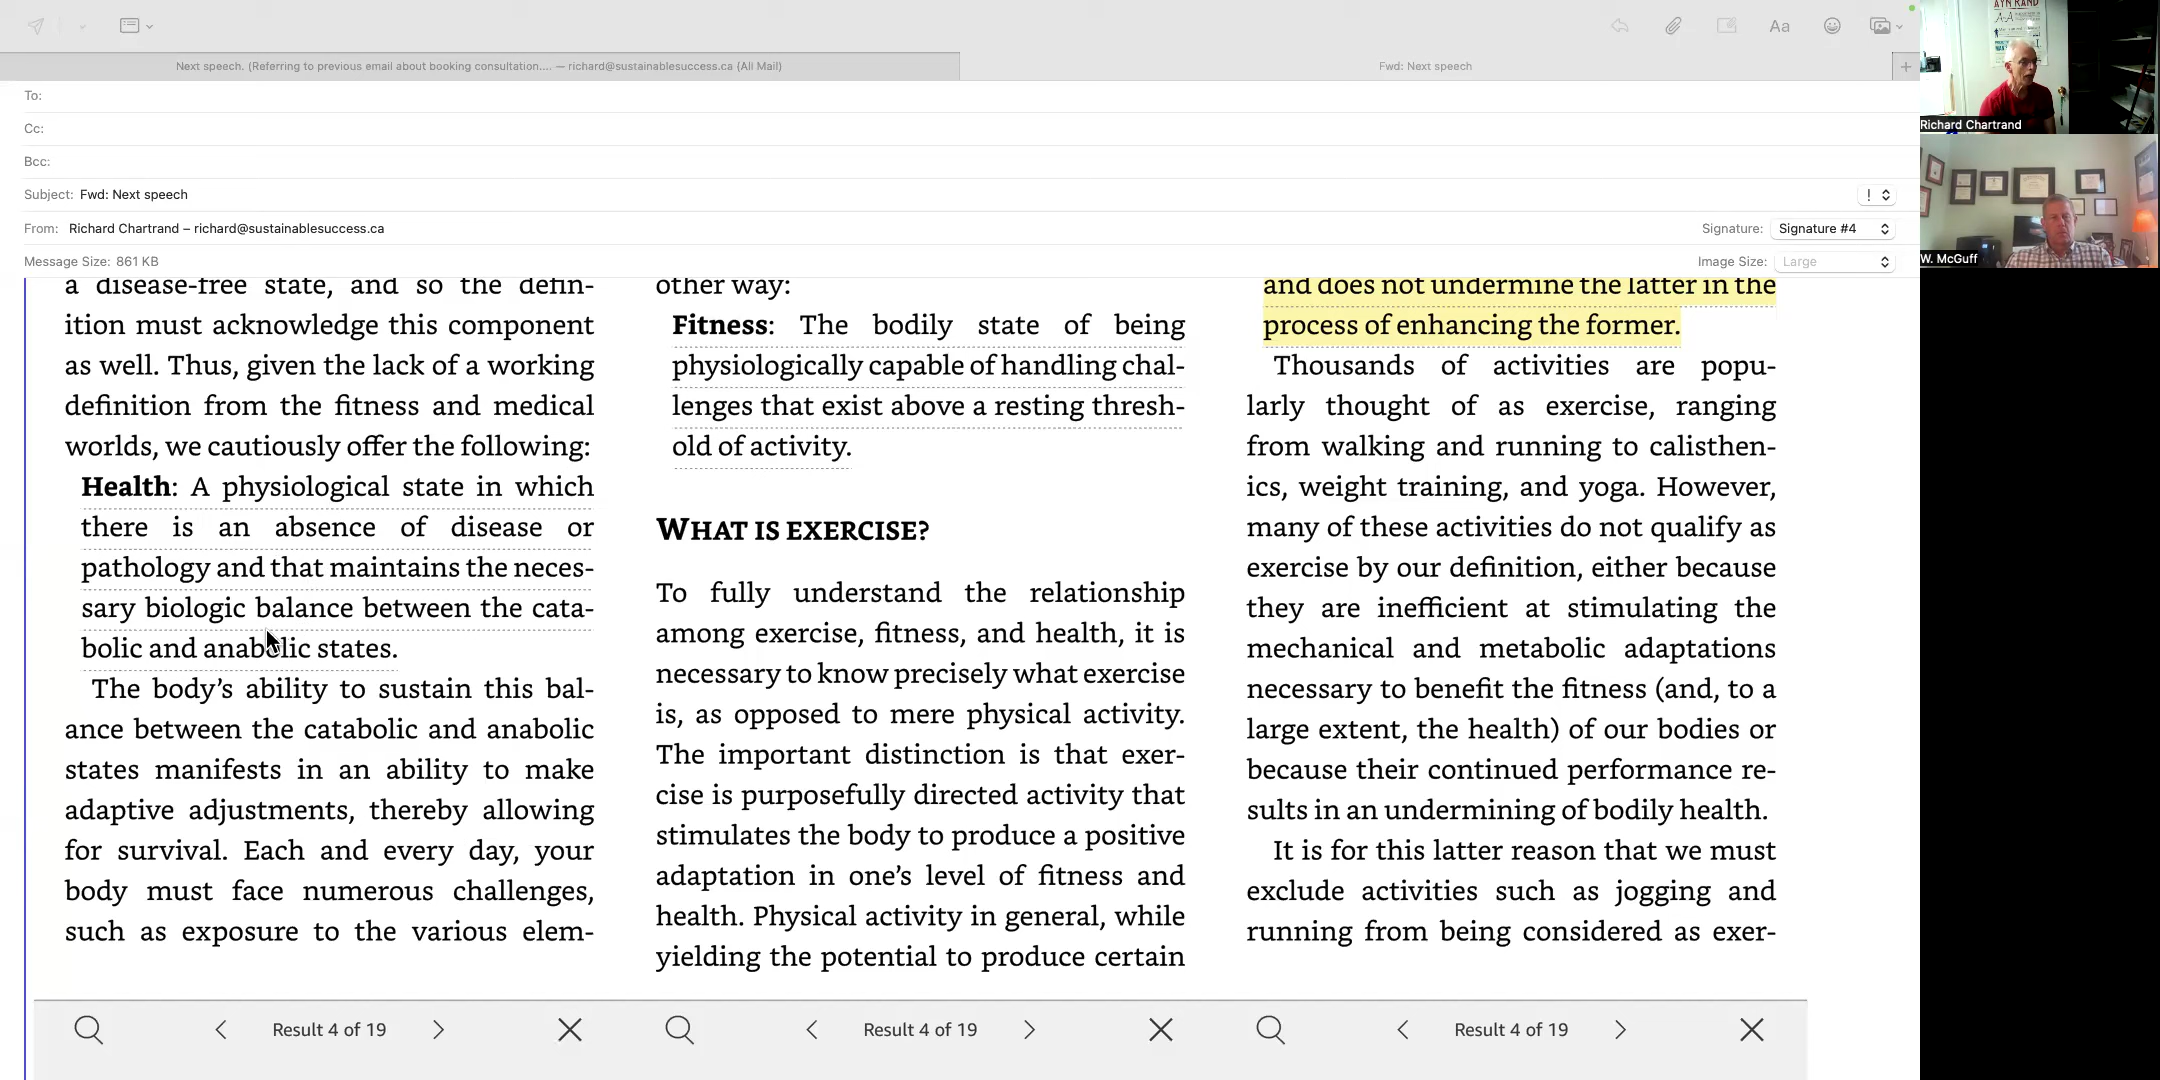 Next speech. (Referring to previous email about booking consultation.... — richard@sustainablesuccess.ca (All Mail)
Fwd: Next speech
To:
Cc:
Bcc:
Subject: Fwd: Next speech
!
From: Richard Chartrand – richard@sustainablesuccess.ca
Signature: Signature #4
Message Size: 861 KB
Image Size: Large
a disease-free state, and so the defin-
ition must acknowledge this component
as well. Thus, given the lack of a working
definition from the fitness and medical
worlds, we cautiously offer the following:
Health: A physiological state in which
there is an absence of disease or
pathology and that maintains the neces-
sary biologic balance between the cata-
bolic and anabolic states.
The body's ability to sustain this bal-
ance between the catabolic and anabolic
states manifests in an ability to make
adaptive adjustments, thereby allowing
for survival. Each and every day, your
body must face numerous challenges,
such as exposure to the various elem-
Result 4 of 19
other way:
Fitness: The bodily state of being
physiologically capable of handling chal-
lenges that exist above a resting thresh-
old of activity.
WHAT IS EXERCISE?
To fully understand the relationship
among exercise, fitness, and health, it is
necessary to know precisely what exercise
is, as opposed to mere physical activity.
The important distinction is that exer-
cise is purposefully directed activity that
stimulates the body to produce a positive
adaptation in one's level of fitness and
health. Physical activity in general, while
yielding the potential to produce certain
Result 4 of 19
and does not undermine the latter in the
process of enhancing the former.
Thousands of activities are popu-
larly thought of as exercise, ranging
from walking and running to calisthen-
ics, weight training, and yoga. However,
many of these activities do not qualify as
exercise by our definition, either because
they are inefficient at stimulating the
mechanical and metabolic adaptations
necessary to benefit the fitness (and, to a
large extent, the health) of our bodies or
because their continued performance re-
sults in an undermining of bodily health.
It is for this latter reason that we must
exclude activities such as jogging and
running from being considered as exer-
Result 4 of 19
Aa
AYN RAND
Richard Chartrand
W. McGuff